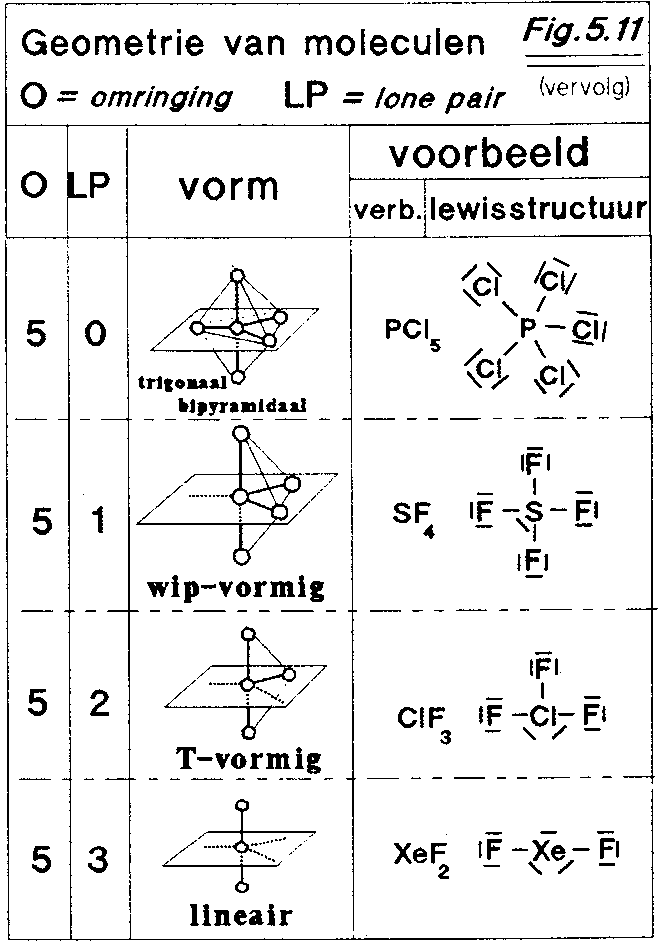 Geometrie van moleculen Fig.5.11
O = omringing LP = lone pair (vervolg)
O LP vorm voorbeeld
verb. lewisstructuur
5 0 trigonaal bipyramidaal PCl5
Cl Cl
P Cl
Cl Cl
5 1 wip-vormig SF4
F
F S F
F
5 2 T-vormig ClF3
F
F Cl F
5 3 lineair XeF2
F Xe F